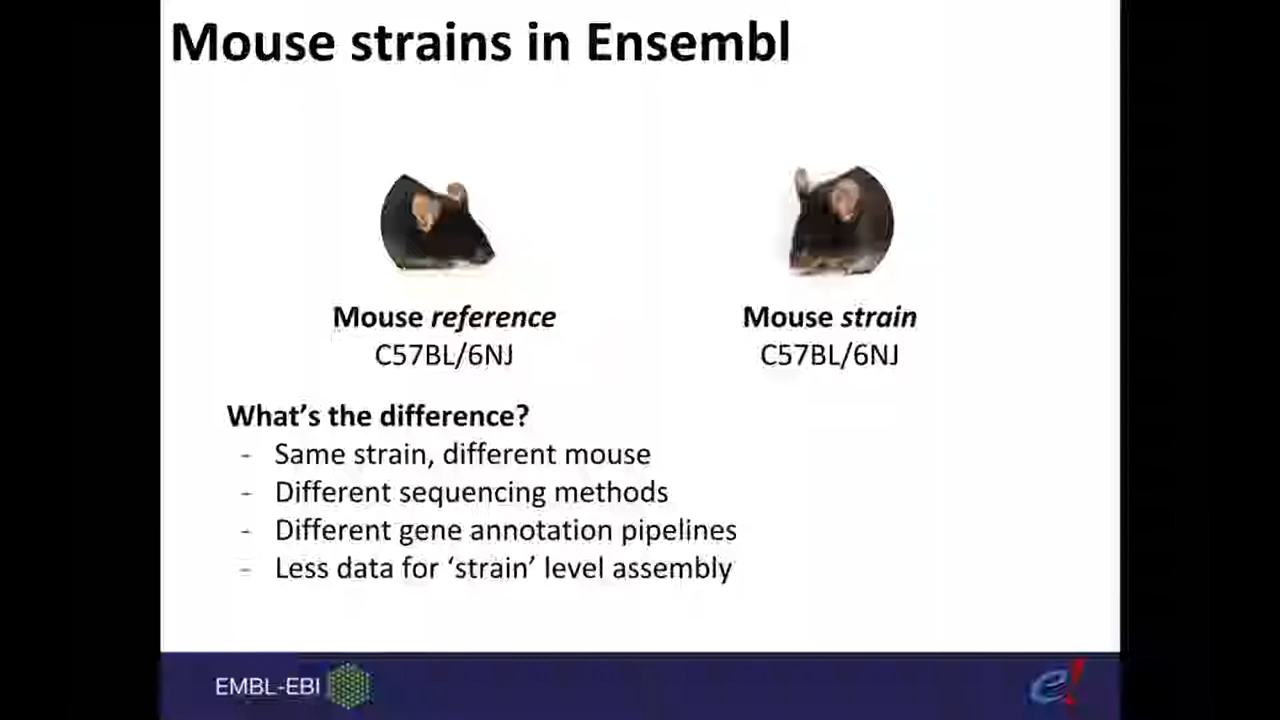 Mouse strains in Ensembl
Mouse reference
C57BL/6NJ
Mouse strain
C57BL/6NJ
What's the difference?
- Same strain, different mouse
- Different sequencing methods
- Different gene annotation pipelines
- Less data for ‘strain’ level assembly
EMBL-EBI
e!